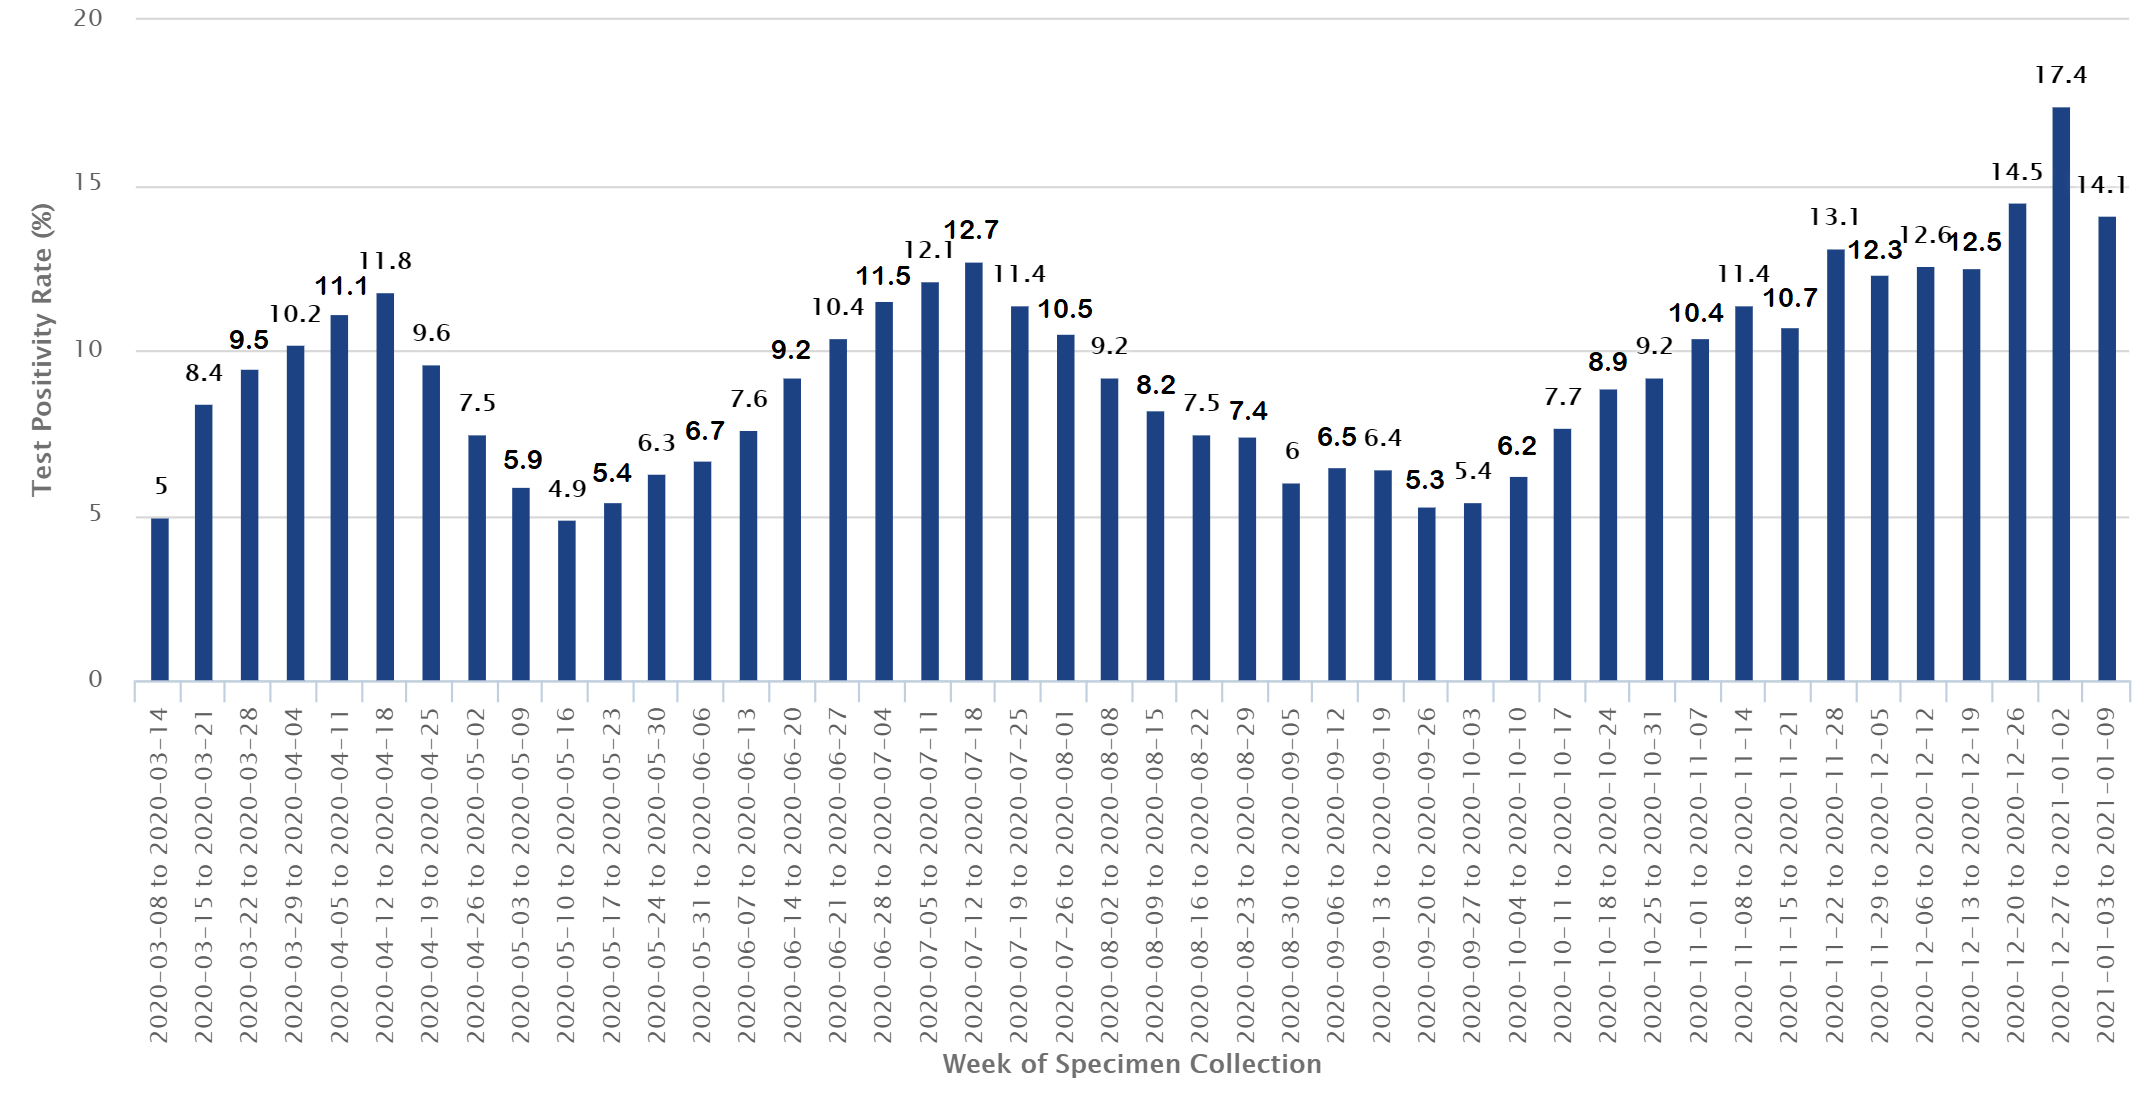 20
15
10
5
0
Test Positivity Rate (%)
5
8.4
9.5
10.2
11.1
11.8
9.6
7.5
5.9
4.9
5.4
6.3
6.7
7.6
9.2
10.4
11.5
12.1
12.7
11.4
10.5
9.2
8.2
7.5
7.4
6
6.5
6.4
5.3
5.4
6.2
7.7
8.9
9.2
10.4
11.4
10.7
13.1
12.3
12.6
12.5
14.5
17.4
14.1
2020-03-08 to 2020-03-14
2020-03-15 to 2020-03-21
2020-03-22 to 2020-03-28
2020-03-29 to 2020-04-04
2020-04-05 to 2020-04-11
2020-04-12 to 2020-04-18
2020-04-19 to 2020-04-25
2020-04-26 to 2020-05-02
2020-05-03 to 2020-05-09
2020-05-10 to 2020-05-16
2020-05-17 to 2020-05-23
2020-05-24 to 2020-05-30
2020-05-31 to 2020-06-06
2020-06-07 to 2020-06-13
2020-06-14 to 2020-06-20
2020-06-21 to 2020-06-27
2020-06-28 to 2020-07-04
2020-07-05 to 2020-07-11
2020-07-12 to 2020-07-18
2020-07-19 to 2020-07-25
2020-07-26 to 2020-08-01
2020-08-02 to 2020-08-08
2020-08-09 to 2020-08-15
2020-08-16 to 2020-08-22
2020-08-23 to 2020-08-29
2020-08-30 to 2020-09-05
2020-09-06 to 2020-09-12
2020-09-13 to 2020-09-19
2020-09-20 to 2020-09-26
2020-09-27 to 2020-10-03
2020-10-04 to 2020-10-10
2020-10-11 to 2020-10-17
2020-10-18 to 2020-10-24
2020-10-25 to 2020-10-31
2020-11-01 to 2020-11-07
2020-11-08 to 2020-11-14
2020-11-15 to 2020-11-21
2020-11-22 to 2020-11-28
2020-11-29 to 2020-12-05
2020-12-06 to 2020-12-12
2020-12-13 to 2020-12-19
2020-12-20 to 2020-12-26
2020-12-27 to 2021-01-02
2021-01-03 to 2021-01-09
Week of Specimen Collection